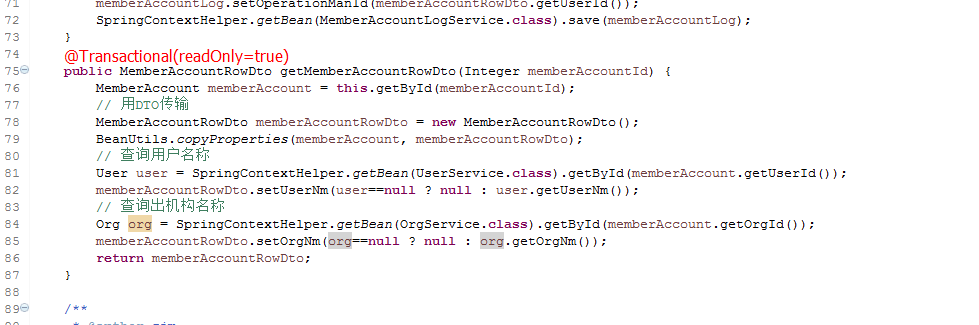 71 memberAccountLog.setOperationManId(memberAccountRowDto.getUserId());
72 SpringContextHelper.getBean(MemberAccountLogService.class).save(memberAccountLog);
73 }
74 @Transactional(readOnly=true)
75 public MemberAccountRowDto getMemberAccountRowDto(Integer memberAccountId) {
76 MemberAccount memberAccount = this.getById(memberAccountId);
77 // 用DTO传输
78 MemberAccountRowDto memberAccountRowDto = new MemberAccountRowDto();
79 BeanUtils.copyProperties(memberAccount, memberAccountRowDto);
80 // 查询用户名称
81 User user = SpringContextHelper.getBean(UserService.class).getById(memberAccount.getUserId());
82 memberAccountRowDto.setUserNm(user==null ? null : user.getUserNm());
83 // 查询出机构名称
84 Org org = SpringContextHelper.getBean(OrgService.class).getById(memberAccount.getOrgId());
85 memberAccountRowDto.setOrgNm(org==null ? null : org.getOrgNm());
86 return memberAccountRowDto;
87 }
88
89 /**